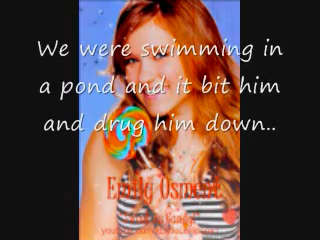 We were swimming in
a pond and it bit him
and drug him down..
Emily Osment